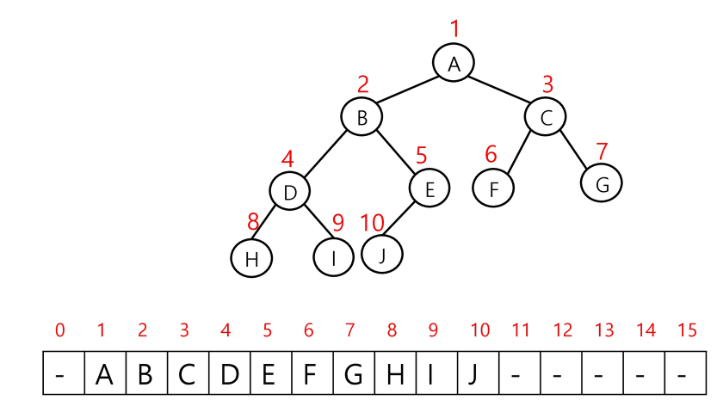 1
A
2
3
B
C
4
5
6
7
D
E
F
G
8
9
10
H
I
J
0 1 2 3 4 5 6 7 8 9 10 11 12 13 14 15
- A B C D E F G H I J - - - - -